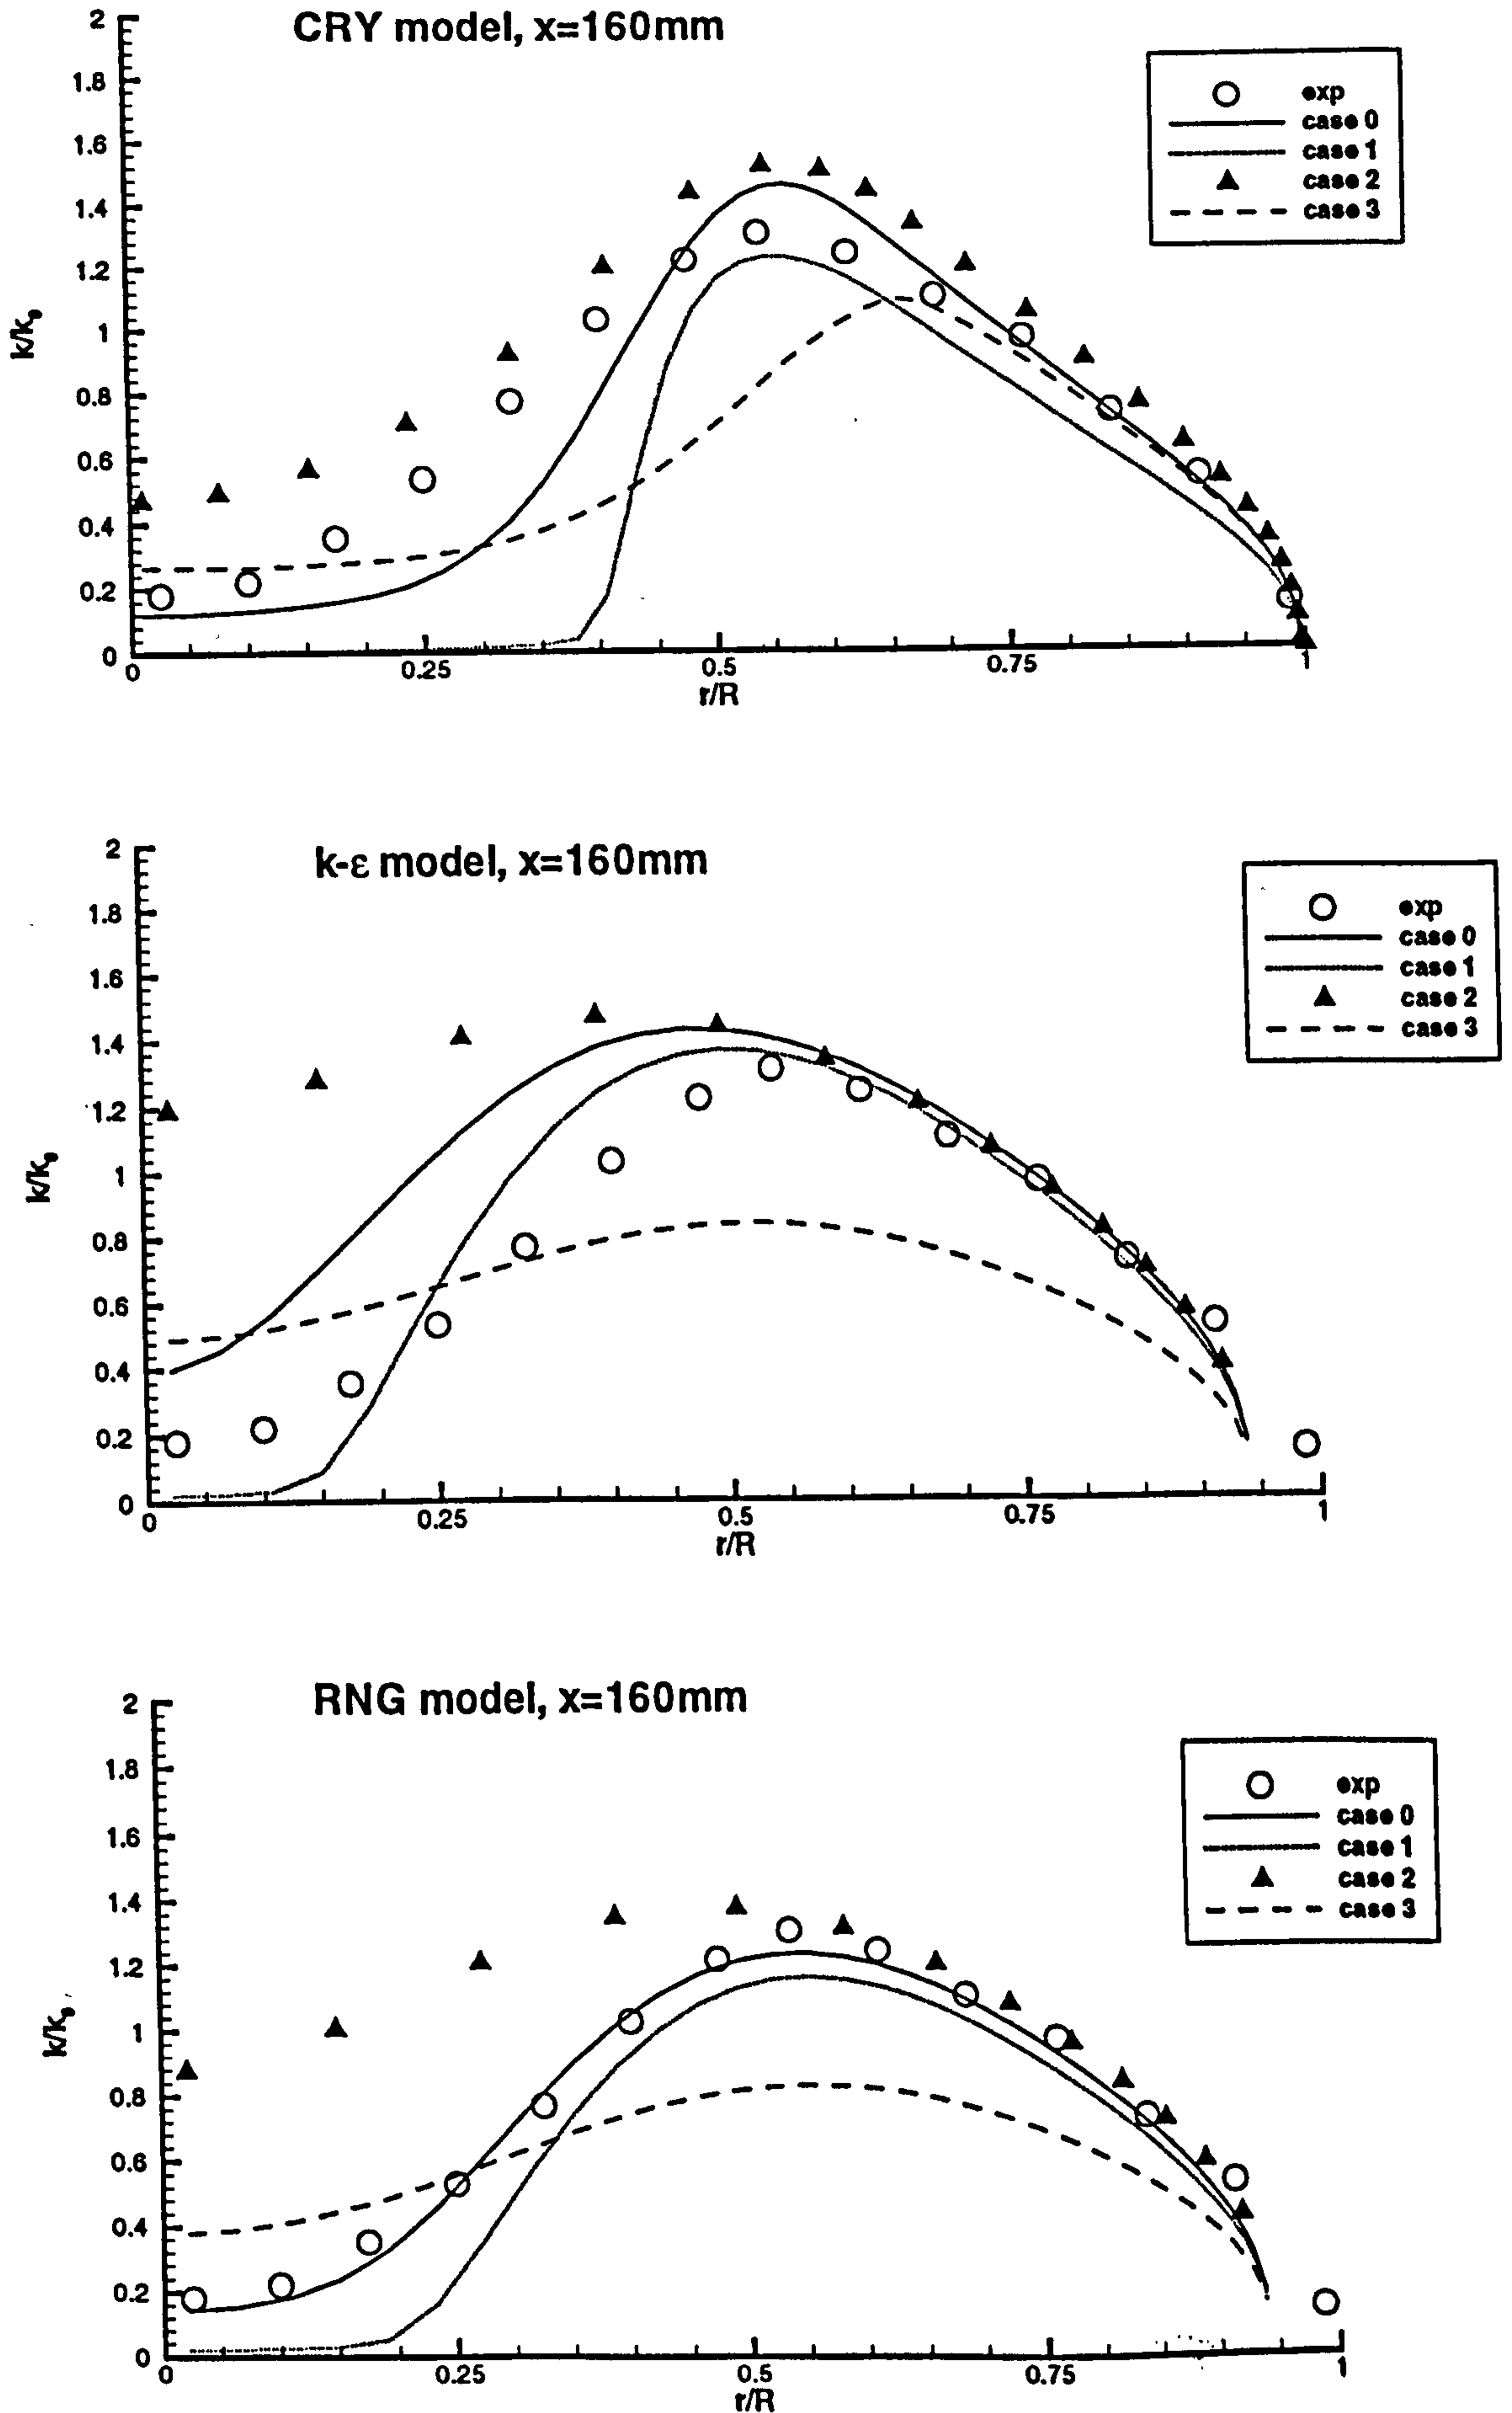 CRY model, x=160mm
2
1.8
1.6
1.4
1.2
1
0.8
0.6
0.4
0.2
0
k/k₀
0 0.25 0.5 0.75 1
r/R
exp
case 0
case 1
case 2
case 3
k-ε model, x=160mm
2
1.8
1.6
1.4
1.2
1
0.8
0.6
0.4
0.2
0
k/k₀
0 0.25 0.5 0.75 1
r/R
exp
case 0
case 1
case 2
case 3
RNG model, x=160mm
2
1.8
1.6
1.4
1.2
1
0.8
0.6
0.4
0.2
0
k/k₀
0 0.25 0.5 0.75 1
r/R
exp
case 0
case 1
case 2
case 3